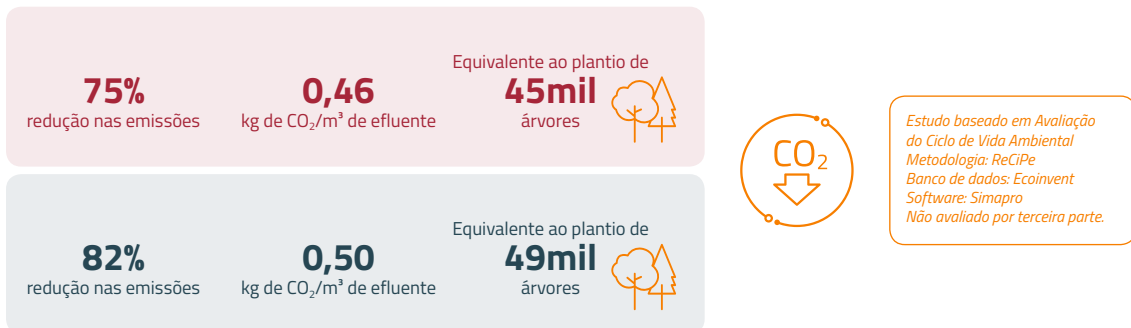 75%
redução nas emissões
0,46
kg de CO₂/m³ de efluente
Equivalente ao plantio de
45mil
árvores
82%
redução nas emissões
0,50
kg de CO₂/m³ de efluente
Equivalente ao plantio de
49mil
árvores
CO₂
Estudo baseado em Avaliação
do Ciclo de Vida Ambiental
Metodologia: ReCiPe
Banco de dados: Ecoinvent
Software: Simapro
Não avaliado por terceira parte.